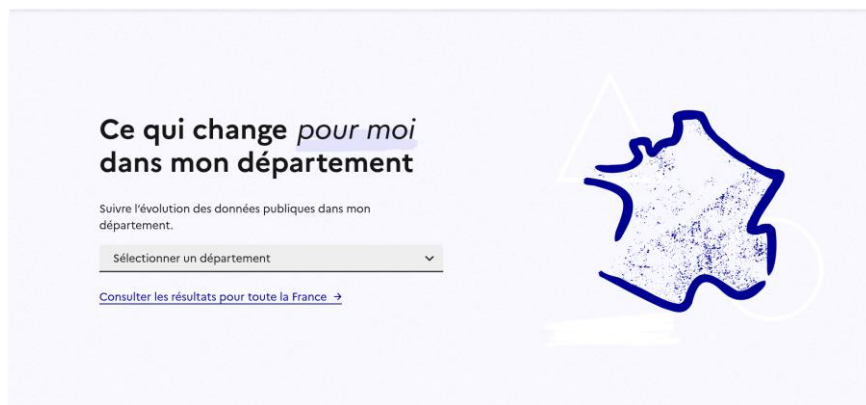 Ce qui change pour moi
dans mon département
Suivre l’évolution des données publiques dans mon
département.
Sélectionner un département
Consulter les résultats pour toute la France →